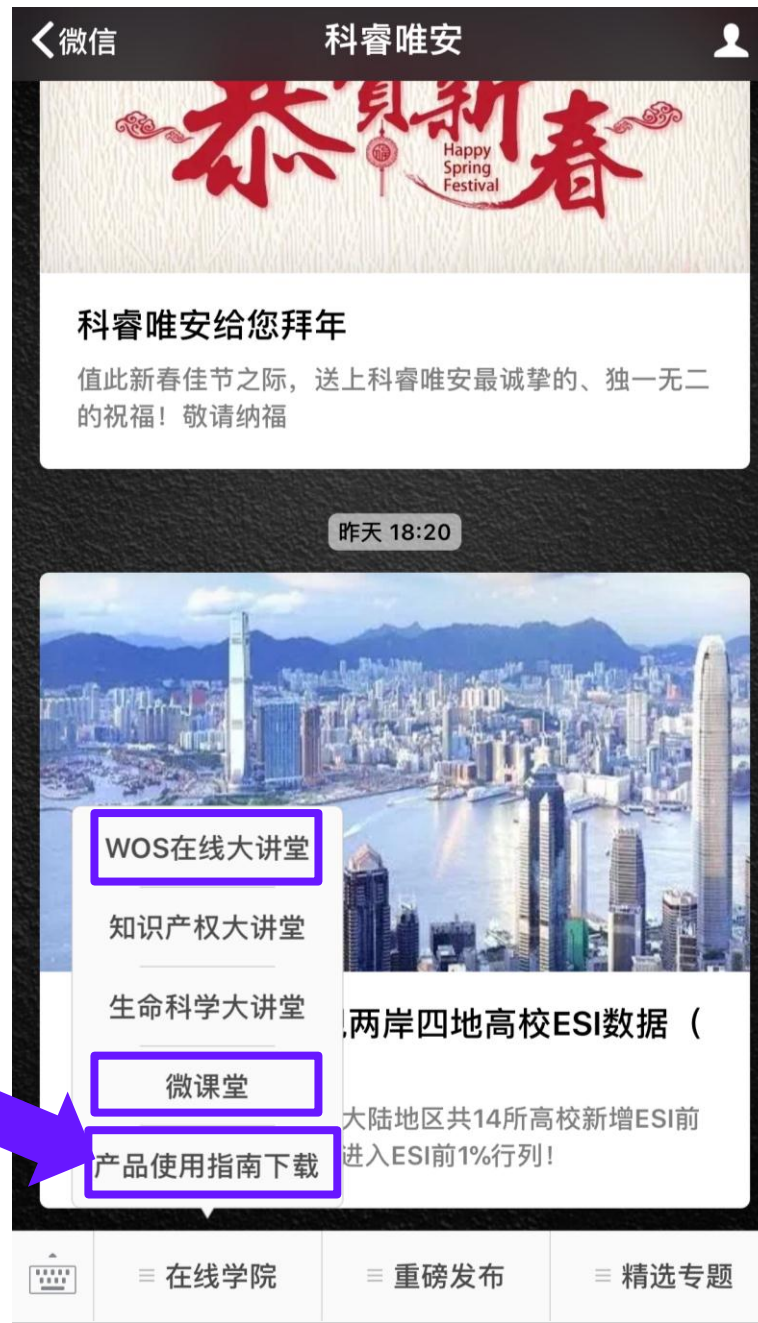 微信
科睿唯安
恭贺新春
Happy
Spring
Festival
科睿唯安给您拜年
值此新春佳节之际，送上科睿唯安最诚挚的、独一无二
的祝福！敬请纳福
昨天 18:20
WOS在线大讲堂
知识产权大讲堂
生命科学大讲堂
微课堂
产品使用指南下载
两岸四地高校ESI数据（
大陆地区共14所高校新增ESI前
进入ESI前1%行列！
在线学院
重磅发布
精选专题